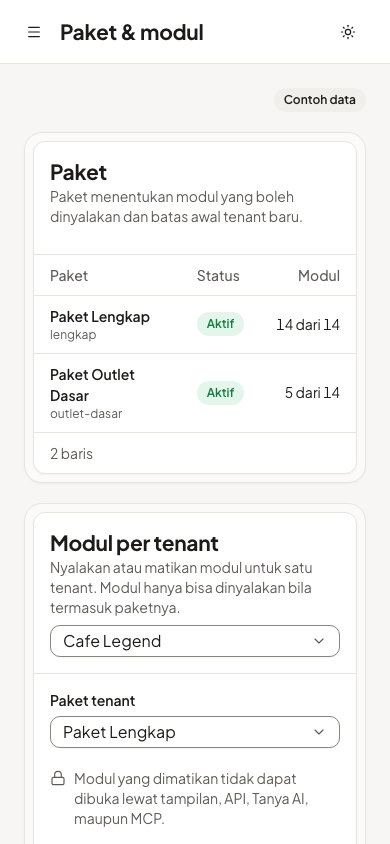 Paket & modul
Contoh data
Paket
Paket menentukan modul yang boleh
dinyalakan dan batas awal tenant baru.
Paket Status Modul
Paket Lengkap Aktif 14 dari 14
lengkap
Paket Outlet
Dasar Aktif 5 dari 14
outlet-dasar
2 baris
Modul per tenant
Nyalakan atau matikan modul untuk satu
tenant. Modul hanya bisa dinyalakan bila
termasuk paketnya.
Cafe Legend
Paket tenant
Paket Lengkap
Modul yang dimatikan tidak dapat
dibuka lewat tampilan, API, Tanya AI,
maupun MCP.